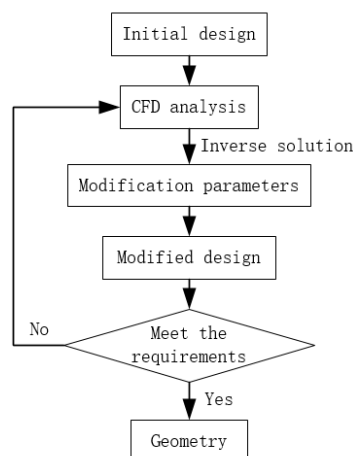 Initial design
CFD analysis
Inverse solution
Modification parameters
Modified design
Meet the
requirements
No
Yes
Geometry